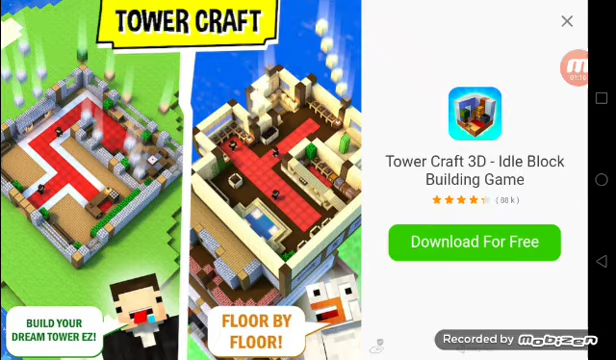 TOWER CRAFT
BUILD YOUR
DREAM TOWER EZ!
FLOOR BY
FLOOR!
Tower Craft 3D - Idle Block
Building Game
Download For Free
Recorded by mobizen